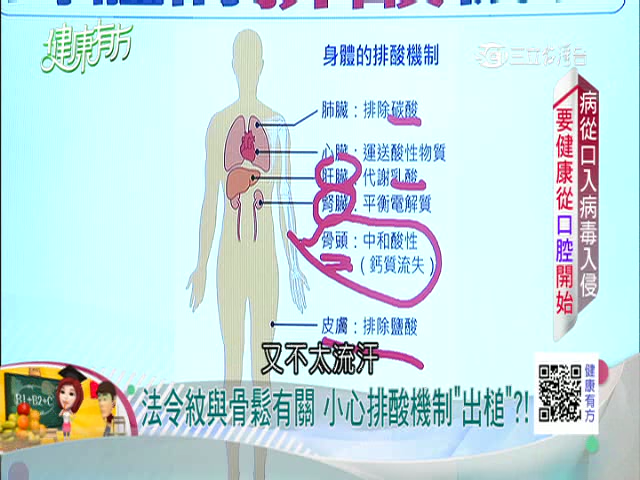 健康有方
三立
身體的排酸機制
肺臟：排除碳酸
心臟：運送酸性物質
肝臟：代謝乳酸
腎臟：平衡電解質
骨頭：中和酸性
（鈣質流失）
皮膚：排除鹽酸
病從口入病毒入侵
要健康從口腔開始
又不太流汗
B1+B2=C
法令紋與骨鬆有關 小心排酸機制"出槌"?!
健康有方